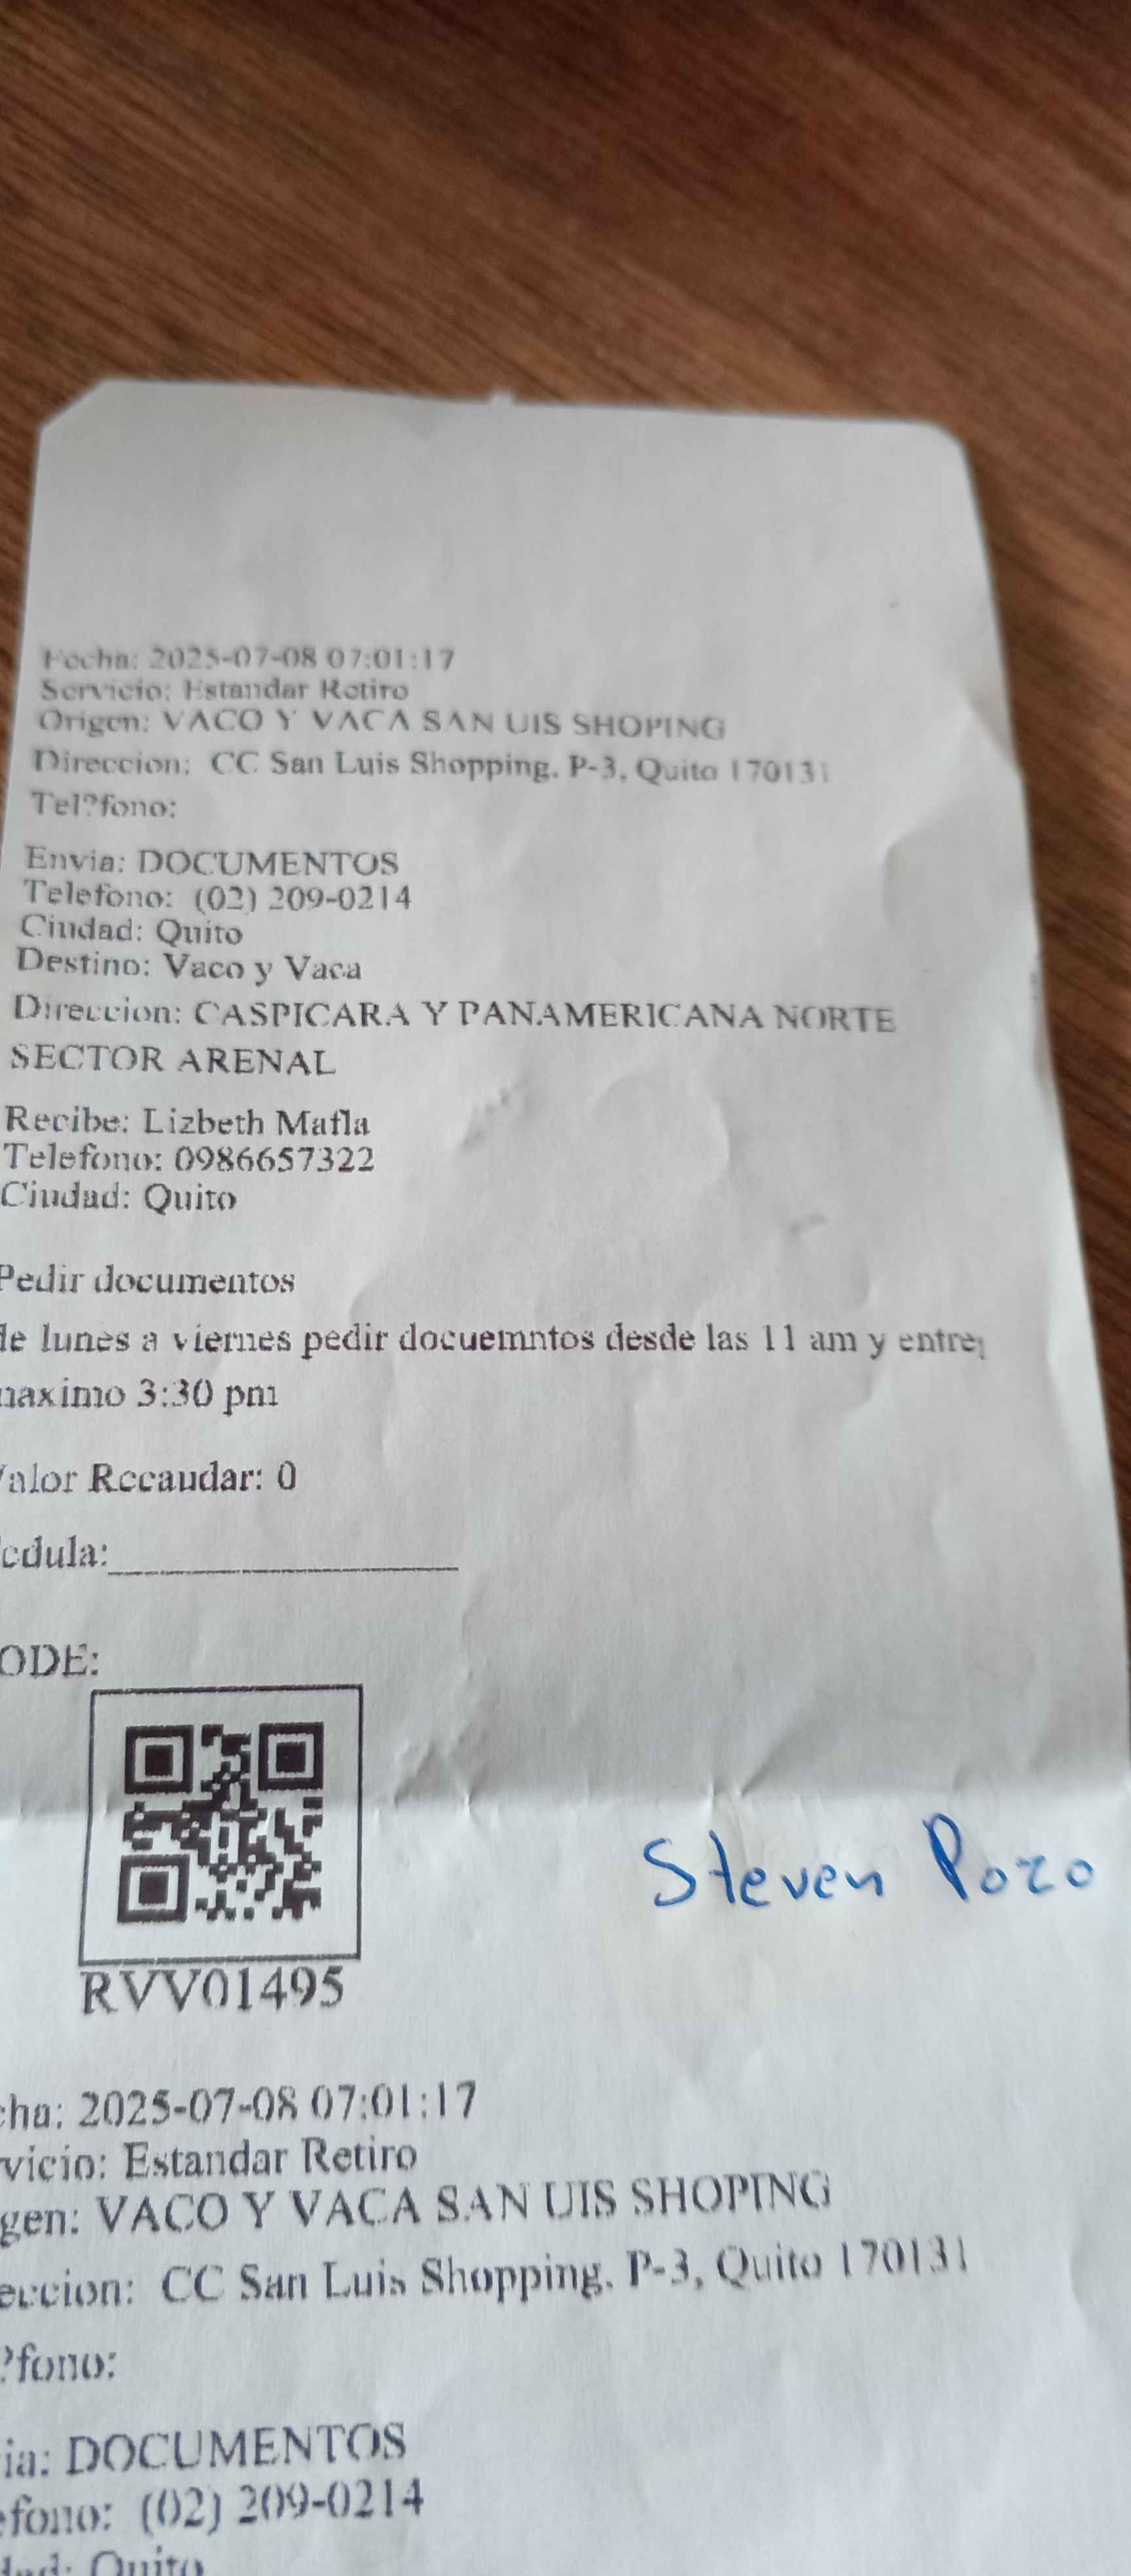 Fecha: 2025-07-08 07:01:17
Servicio: Estandar Retiro
Origen: VACO Y VACA SAN UIS SHOPING
Direccion: CC San Luis Shopping. P-3, Quito 170131
Tel?fono:
Envia: DOCUMENTOS
Telefono: (02) 209-0214
Ciudad: Quito
Destino: Vaco y Vaca
Direccion: CASPICARA Y PANAMERICANA NORTE
SECTOR ARENAL
Recibe: Lizbeth Mafla
Telefono: 0986657322
Ciudad: Quito
Pedir documentos
de lunes a viernes pedir docuemntos desde las 11 am y
maximo 3:30 pm
Valor Recaudar: 0
edula:
ODE:
Steven Pozo
RVV01495
cha: 2025-07-08 07:01:17
vicio: Estandar Retiro
gen: VACO Y VACA SAN UIS SHOPING
eccion: CC San Luis Shopping. P-3, Quito 170131
?fono:
ia: DOCUMENTOS
efono: (02) 209-0214
dad: Quito